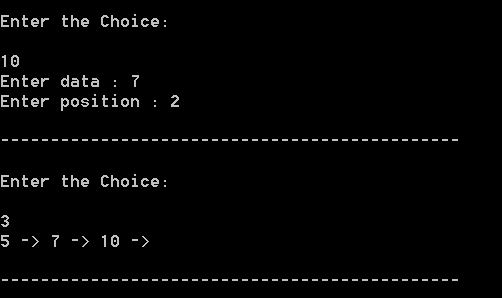 Enter the Choice:
10
Enter data : 7
Enter position : 2
----------------------------------------------
Enter the Choice:
3
5 -> 7 -> 10 ->
----------------------------------------------